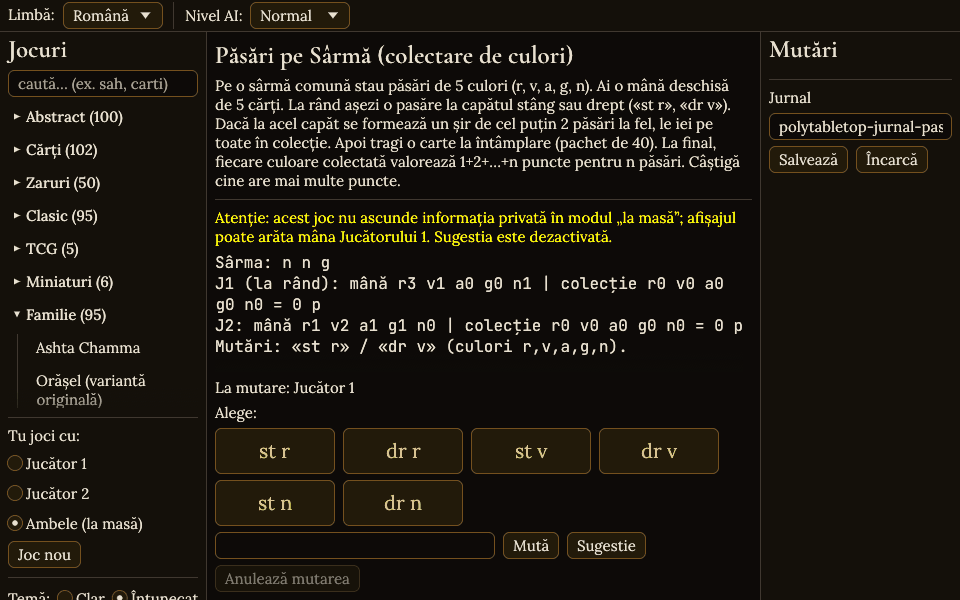 Limbă: Română ▼ Nivel AI: Normal ▼
Jocuri
caută... (ex. sah, carti)
▸ Abstract (100)
▸ Cărți (102)
▸ Zaruri (50)
▸ Clasic (95)
▸ TCG (5)
▸ Miniaturi (6)
▾ Familie (95)
Ashta Chamma
Orășel (variantă
originală)
Tu joci cu:
Jucător 1
Jucător 2
Ambele (la masă)
Joc nou
Temă: Clar Întunecat
Păsări pe Sârmă (colectare de culori)
Pe o sârmă comună stau păsări de 5 culori (r, v, a, g, n). Ai o mână deschisă
de 5 cărți. La rând așezi o pasăre la capătul stâng sau drept («st r», «dr v»).
Dacă la acel capăt se formează un șir de cel puțin 2 păsări la fel, le iei pe
toate în colecție. Apoi tragi o carte la întâmplare (pachet de 40). La final,
fiecare culoare colectată valorează 1+2+…+n puncte pentru n păsări. Câștigă
cine are mai multe puncte.
Atenție: acest joc nu ascunde informația privată în modul „la masă”; afișajul
poate arăta mâna Jucătorului 1. Sugestia este dezactivată.
Sârma: n n g
J1 (la rând): mână r3 v1 a0 g0 n1 | colecție r0 v0 a0
g0 n0 = 0 p
J2: mână r1 v2 a1 g1 n0 | colecție r0 v0 a0 g0 n0 = 0 p
Mutări: «st r» / «dr v» (culori r,v,a,g,n).
La mutare: Jucător 1
Alege:
st r dr r st v dr v
st n dr n
Mută Sugestie
Anulează mutarea
Mutări
Jurnal
polytabletop-jurnal-pas
Salvează Încarcă